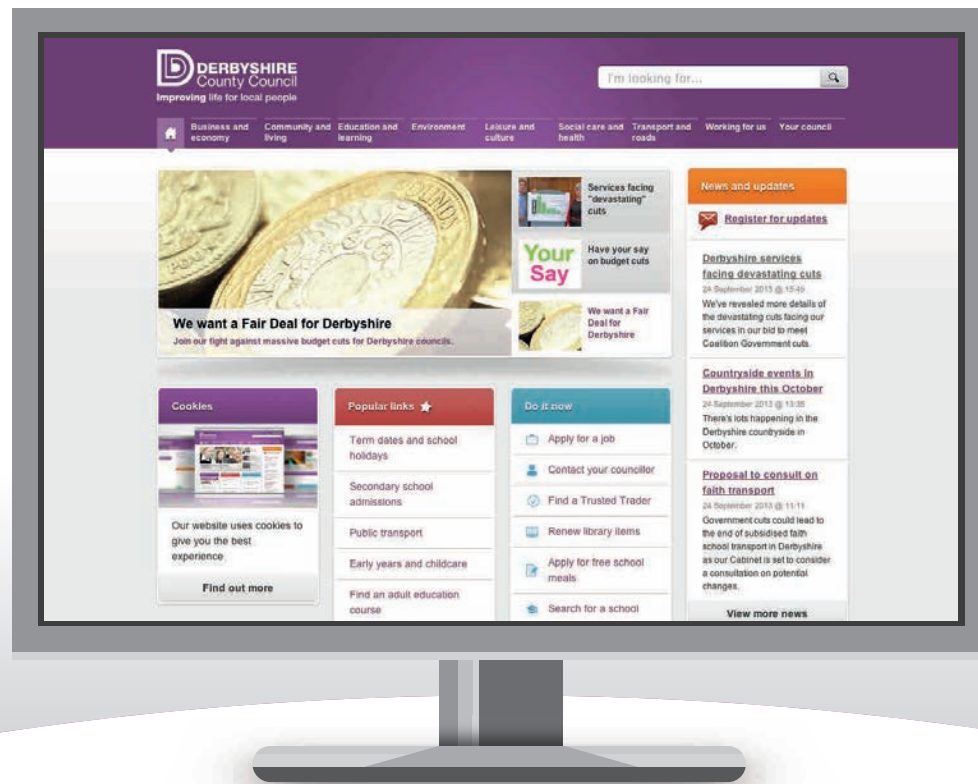 DERBYSHIRE
County Council
Improving life for local people
I'm looking for...
Business and
economy
Community and
living
Education and
learning
Environment
Leisure and
culture
Social care and
health
Transport and
roads
Working for us
Your council
We want a Fair Deal for Derbyshire
Join our fight against massive budget cuts for Derbyshire councils.
Services facing
"devastating"
cuts
Your
Say
Have your say
on budget cuts
We want a Fair
Deal for
Derbyshire
News and updates
Register for updates
Derbyshire services
facing devastating cuts
24 September 2013 @ 15:45
We've revealed more details of
the devastating cuts facing our
services in our bid to meet
Coalition Government cuts.
Countryside events in
Derbyshire this October
24 September 2013 @ 13:35
There's lots happening in the
Derbyshire countryside in
October.
Proposal to consult on
faith transport
24 September 2013 @ 11:11
Government cuts could lead to
the end of subsidised faith
school transport in Derbyshire
as our Cabinet is set to consider
a consultation on potential
changes.
View more news
Cookies
Our website uses cookies to
give you the best
experience
Find out more
Popular links
Term dates and school
holidays
Secondary school
admissions
Public transport
Early years and childcare
Find an adult education
course
Do it now
Apply for a job
Contact your councillor
Find a Trusted Trader
Renew library items
Apply for free school
meals
Search for a school